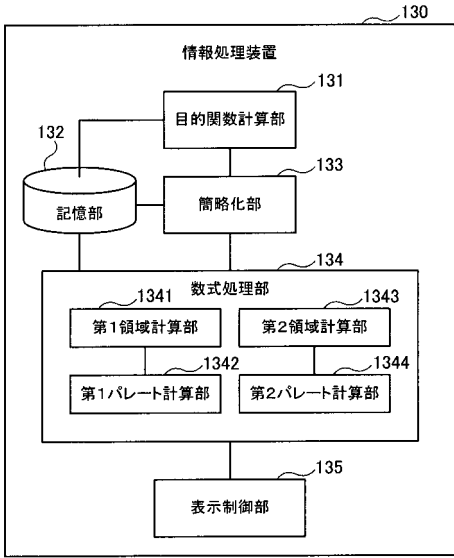 130
情報処理装置
131
目的関数計算部
132
133
記憶部
簡略化部
134
数式処理部
1341
1343
第1領域計算部
第2領域計算部
1342
1344
第1パレート計算部
第2パレート計算部
135
表示制御部